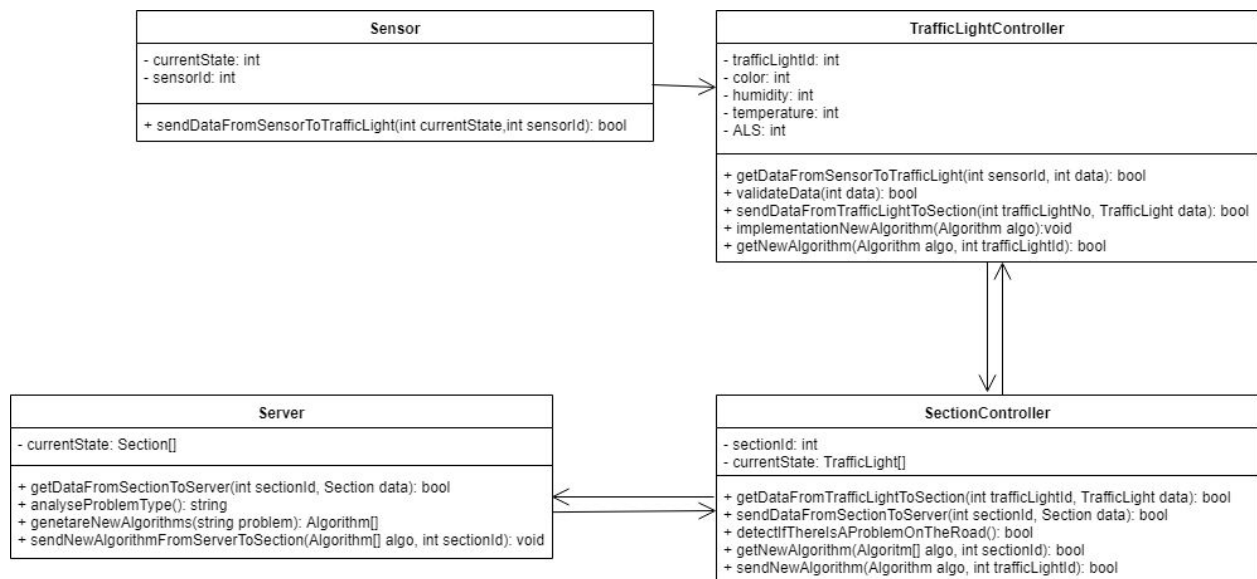 Sensor
- currentState: int
- sensorId: int
+ sendDataFromSensorToTrafficLight(int currentState,int sensorId): bool
TrafficLightController
- trafficLightId: int
- color: int
- humidity: int
- temperature: int
- ALS: int
+ getDataFromSensorToTrafficLight(int sensorId, int data): bool
+ validateData(int data): bool
+ sendDataFromTrafficLightToSection(int trafficLightNo, TrafficLight data): bool
+ implementationNewAlgorithm(Algorithm algo):void
+ getNewAlgorithm(Algorithm algo, int trafficLightId): bool
Server
- currentState: Section[]
+ getDataFromSectionToServer(int sectionId, Section data): bool
+ analyseProblemType(): string
+ genetareNewAlgorithms(string problem): Algorithm[]
+ sendNewAlgorithmFromServerToSection(Algorithm[] algo, int sectionId): void
SectionController
- sectionId: int
- currentState: TrafficLight[]
+ getDataFromTrafficLightToSection(int trafficLightId, TrafficLight data): bool
+ sendDataFromSectionToServer(int sectionId, Section data): bool
+ detectIfThereIsAProblemOnTheRoad(): bool
+ getNewAlgorithm(Algoritm[] algo, int sectionId): bool
+ sendNewAlgorithm(Algorithm algo, int trafficLightId): bool